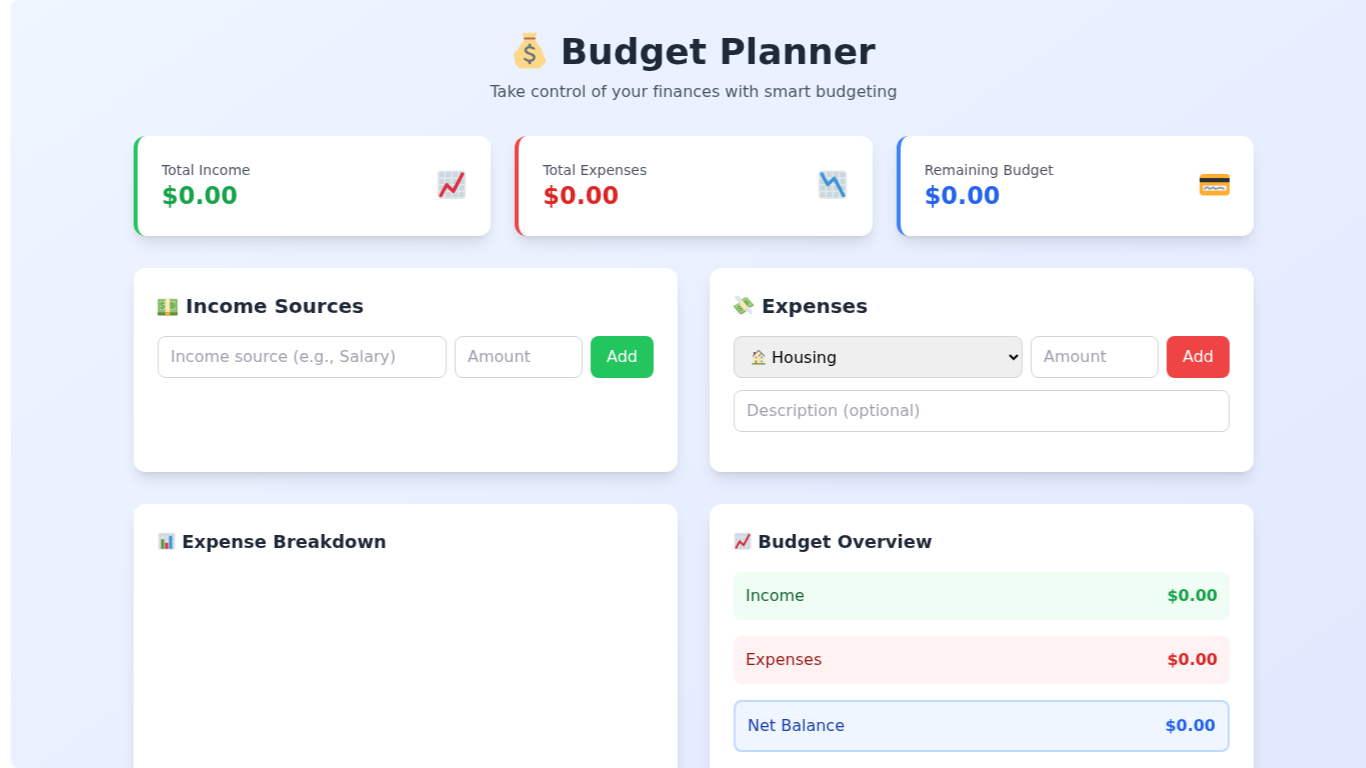 💰 Budget Planner
Take control of your finances with smart budgeting
Total Income
$0.00
Total Expenses
$0.00
Remaining Budget
$0.00
💵 Income Sources
Income source (e.g., Salary) Amount Add
💸 Expenses
🏠 Housing Amount Add
Description (optional)
📊 Expense Breakdown
📈 Budget Overview
Income $0.00
Expenses $0.00
Net Balance $0.00